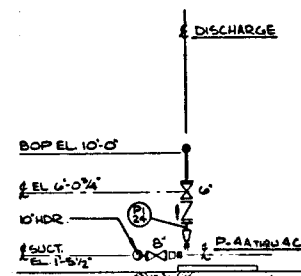 ℄ DISCHARGE
BOP EL. 10'-0"
℄ EL 6'-0¾"
6"
PI
24
10" HDR.
8"
℄ SUCT.
EL. 1'-5½"
℄ P-4A THRU 4C